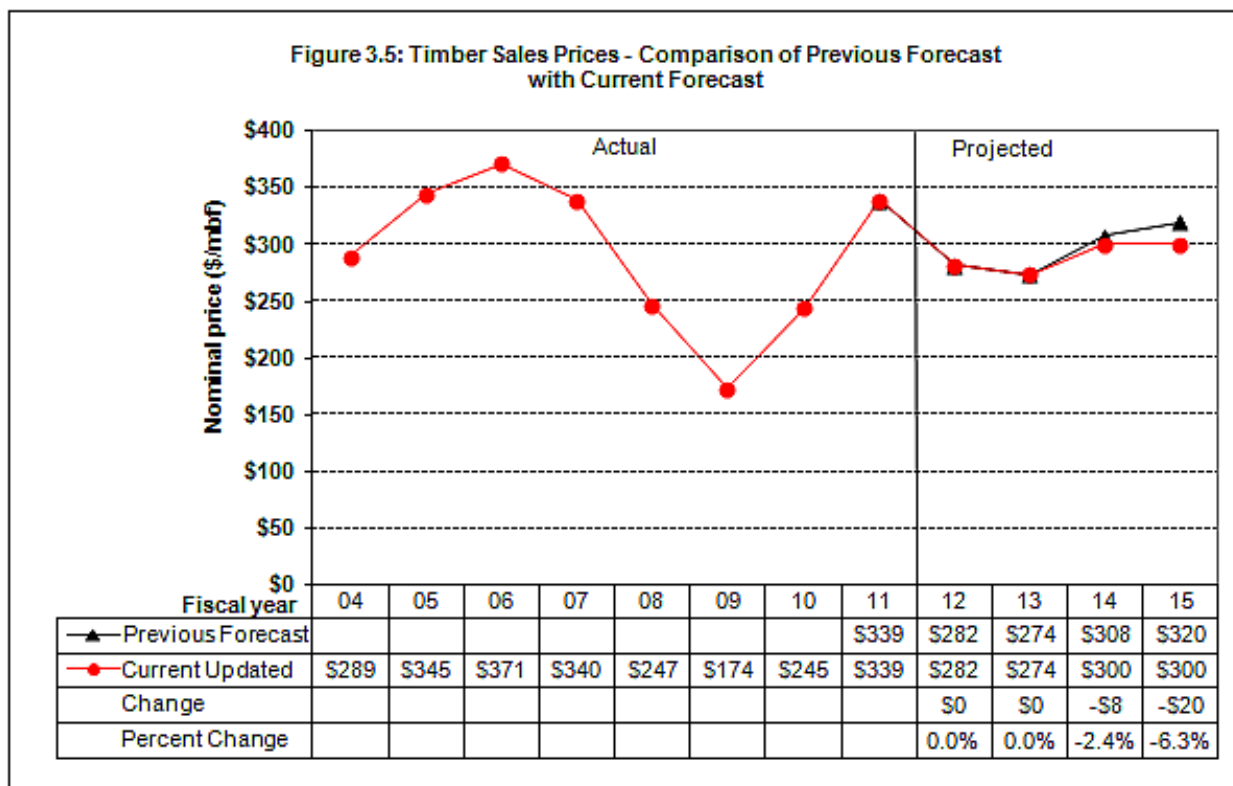 Figure 3.5: Timber Sales Prices - Comparison of Previous Forecast
with Current Forecast
Actual
Projected
Nominal price ($/mbf)
$400
$350
$300
$250
$200
$150
$100
$50
$0
Fiscal year 04 05 06 07 08 09 10 11 12 13 14 15
Previous Forecast $339 $282 $274 $308 $320
Current Updated $289 $345 $371 $340 $247 $174 $245 $339 $282 $274 $300 $300
Change $0 $0 -$8 -$20
Percent Change 0.0% 0.0% -2.4% -6.3%